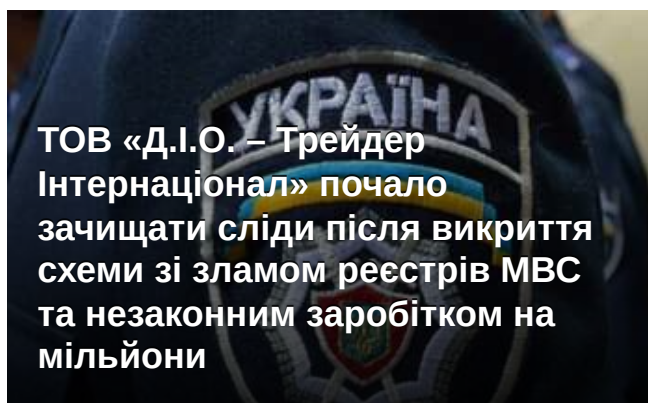 УКРАЇНА
ТОВ «Д.І.О. – Трейдер
Інтернаціонал» почало
зачищати сліди після викриття
схеми зі зламом реєстрів МВС
та незаконним заробітком на
мільйони